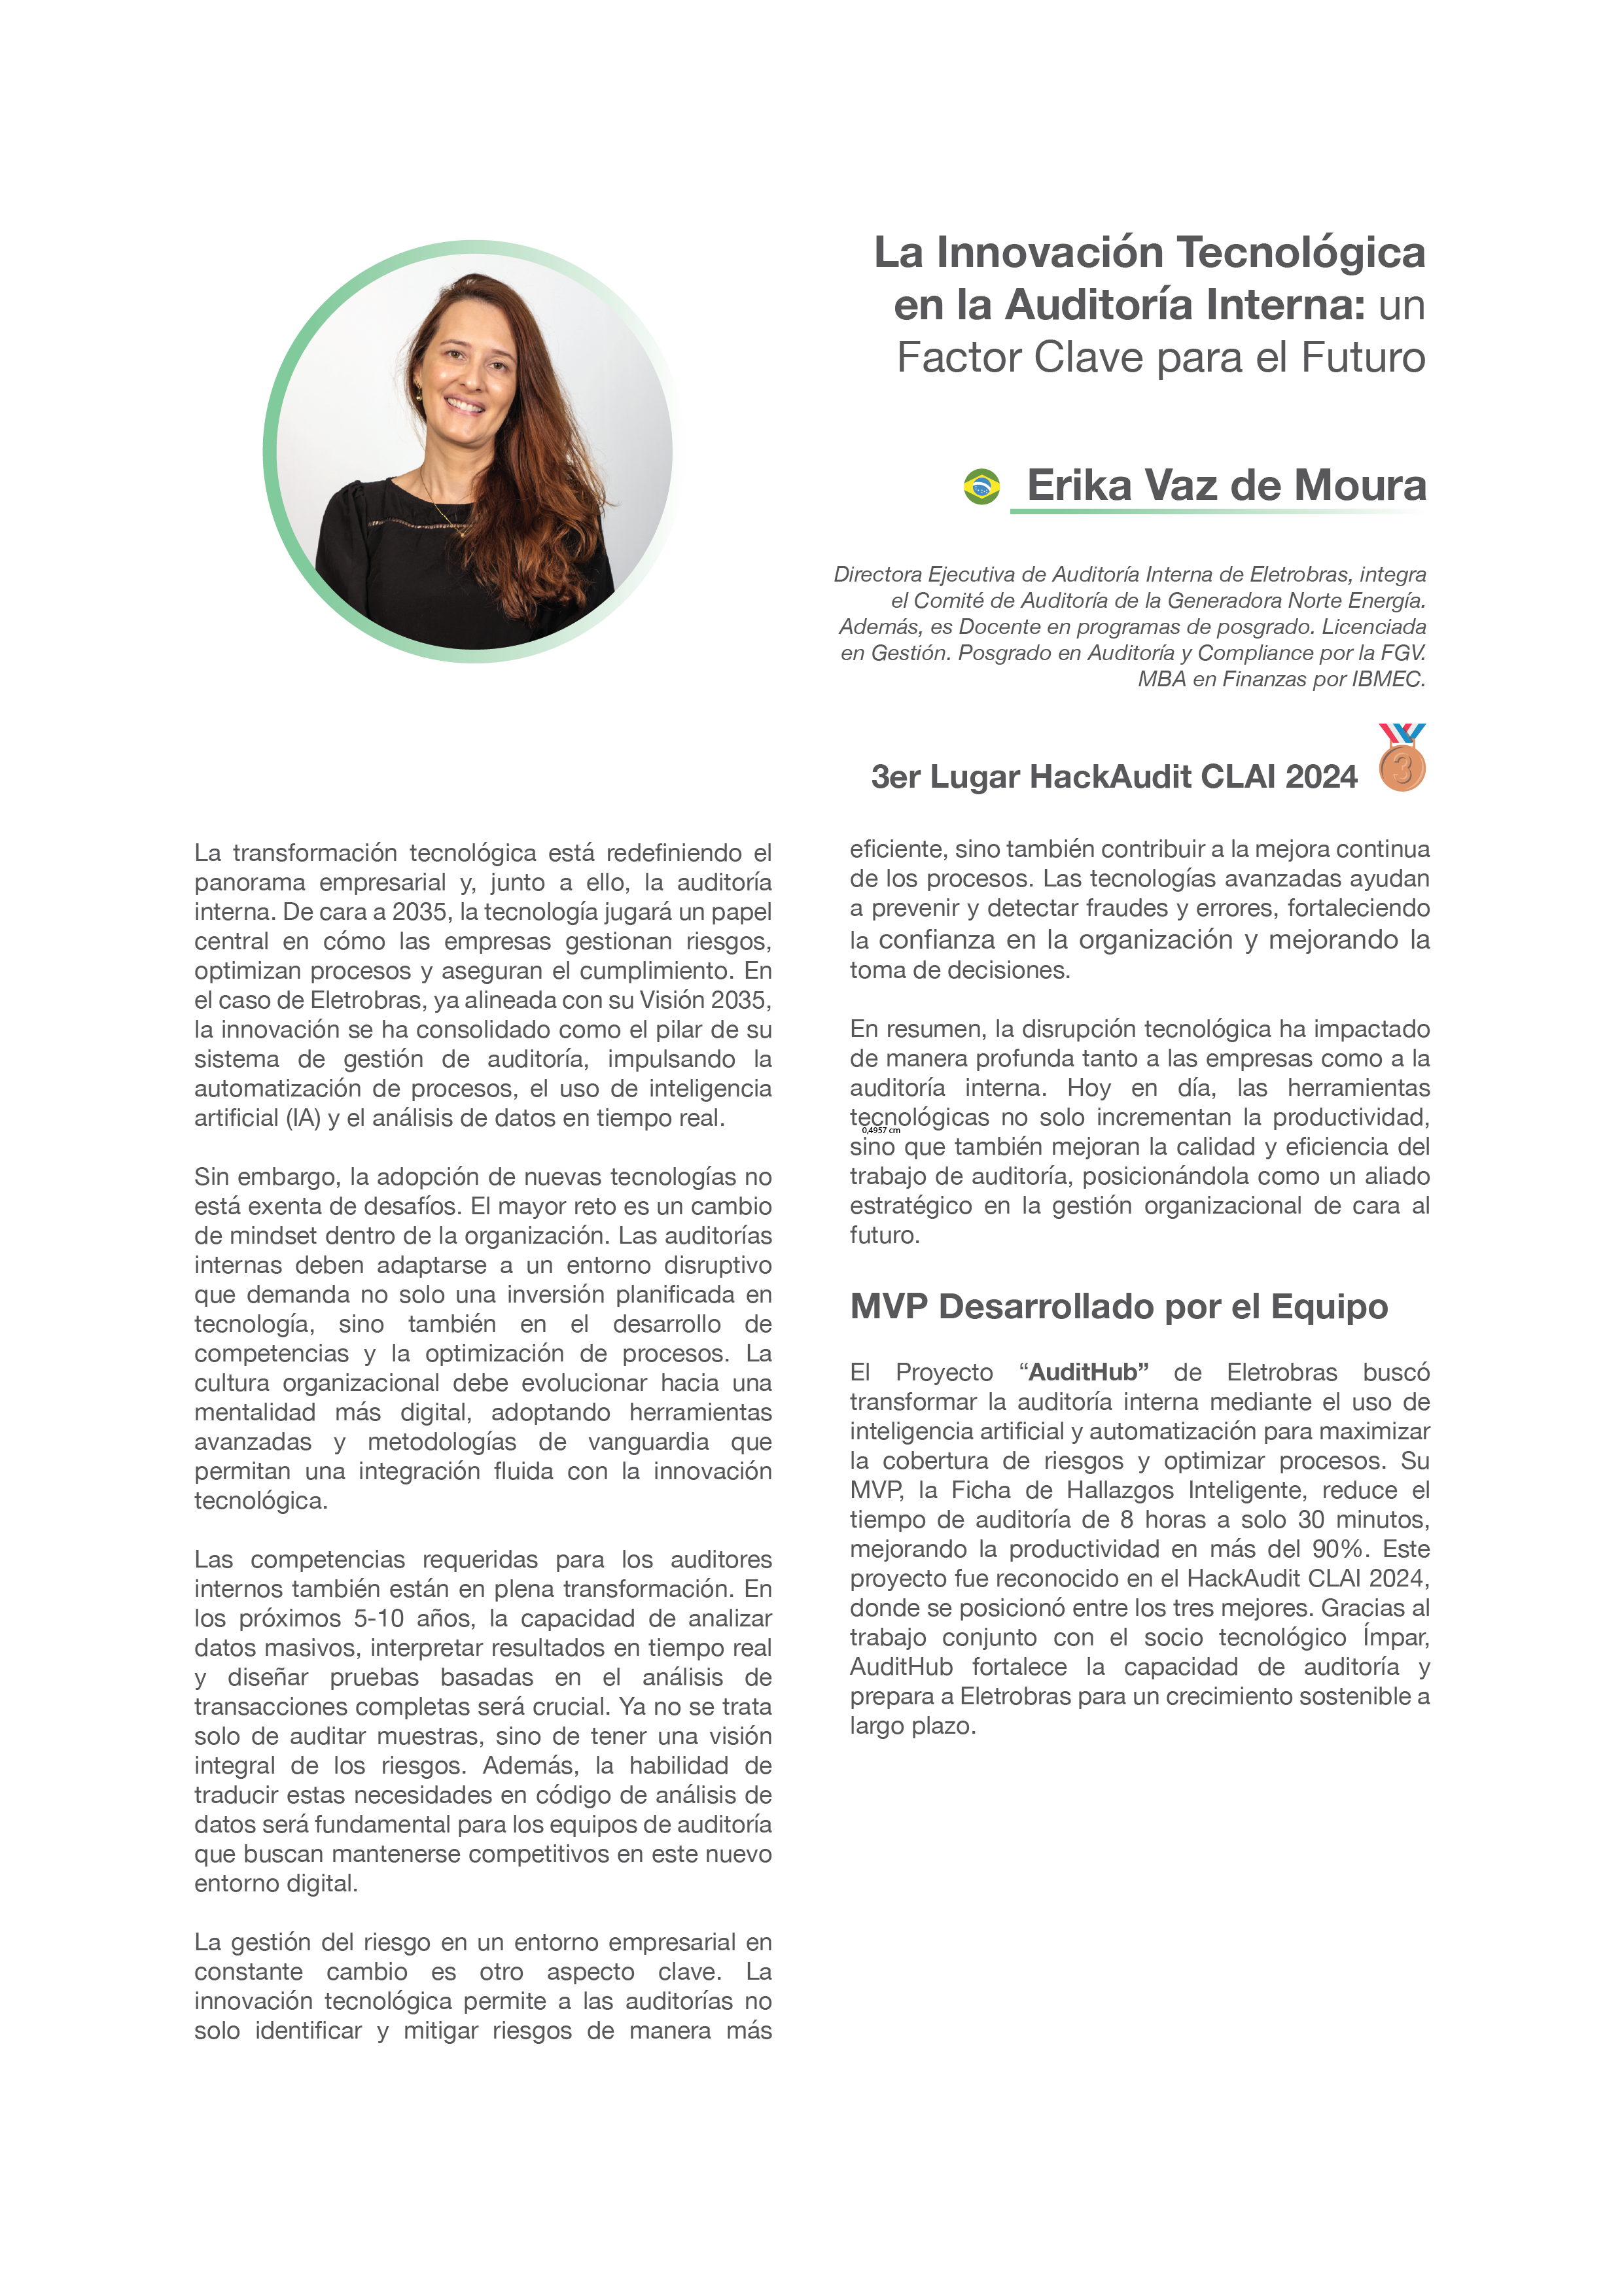 La Innovación Tecnológica
en la Auditoría Interna: un
Factor Clave para el Futuro
Erika Vaz de Moura
Directora Ejecutiva de Auditoría Interna de Eletrobras, integra
el Comité de Auditoría de la Generadora Norte Energía.
Además, es Docente en programas de posgrado. Licenciada
en Gestión. Posgrado en Auditoría y Compliance por la FGV.
MBA en Finanzas por IBMEC.
3er Lugar HackAudit CLAI 2024
3
La transformación tecnológica está redefiniendo el
panorama empresarial y, junto a ello, la auditoría
interna. De cara a 2035, la tecnología jugará un papel
central en cómo las empresas gestionan riesgos,
optimizan procesos y aseguran el cumplimiento. En
el caso de Eletrobras, ya alineada con su Visión 2035,
la innovación se ha consolidado como el pilar de su
sistema de gestión de auditoría, impulsando la
automatización de procesos, el uso de inteligencia
artificial (IA) y el análisis de datos en tiempo real.
Sin embargo, la adopción de nuevas tecnologías no
está exenta de desafíos. El mayor reto es un cambio
de mindset dentro de la organización. Las auditorías
internas deben adaptarse a un entorno disruptivo
que demanda no solo una inversión planificada en
tecnología, sino también en el desarrollo de
competencias y la optimización de procesos. La
cultura organizacional debe evolucionar hacia una
mentalidad más digital, adoptando herramientas
avanzadas y metodologías de vanguardia que
permitan una integración fluida con la innovación
tecnológica.
Las competencias requeridas para los auditores
internos también están en plena transformación. En
los próximos 5-10 años, la capacidad de analizar
datos masivos, interpretar resultados en tiempo real
y diseñar pruebas basadas en el análisis de
transacciones completas será crucial. Ya no se trata
solo de auditar muestras, sino de tener una visión
integral de los riesgos. Además, la habilidad de
traducir estas necesidades en código de análisis de
datos será fundamental para los equipos de auditoría
que buscan mantenerse competitivos en este nuevo
entorno digital.
La gestión del riesgo en un entorno empresarial en
constante cambio es otro aspecto clave. La
innovación tecnológica permite a las auditorías no
solo identificar y mitigar riesgos de manera más
eficiente, sino también contribuir a la mejora continua
de los procesos. Las tecnologías avanzadas ayudan
a prevenir y detectar fraudes y errores, fortaleciendo
la confianza en la organización y mejorando la
toma de decisiones.
En resumen, la disrupción tecnológica ha impactado
de manera profunda tanto a las empresas como a la
auditoría interna. Hoy en día, las herramientas
tecnológicas no solo incrementan la productividad,
0,4957 cm
sino que también mejoran la calidad y eficiencia del
trabajo de auditoría, posicionándola como un aliado
estratégico en la gestión organizacional de cara al
futuro.
MVP Desarrollado por el Equipo
El Proyecto “AuditHub” de Eletrobras buscó
transformar la auditoría interna mediante el uso de
inteligencia artificial y automatización para maximizar
la cobertura de riesgos y optimizar procesos. Su
MVP, la Ficha de Hallazgos Inteligente, reduce el
tiempo de auditoría de 8 horas a solo 30 minutos,
mejorando la productividad en más del 90%. Este
proyecto fue reconocido en el HackAudit CLAI 2024,
donde se posicionó entre los tres mejores. Gracias al
trabajo conjunto con el socio tecnológico Ímpar,
AuditHub fortalece la capacidad de auditoría y
prepara a Eletrobras para un crecimiento sostenible a
largo plazo.